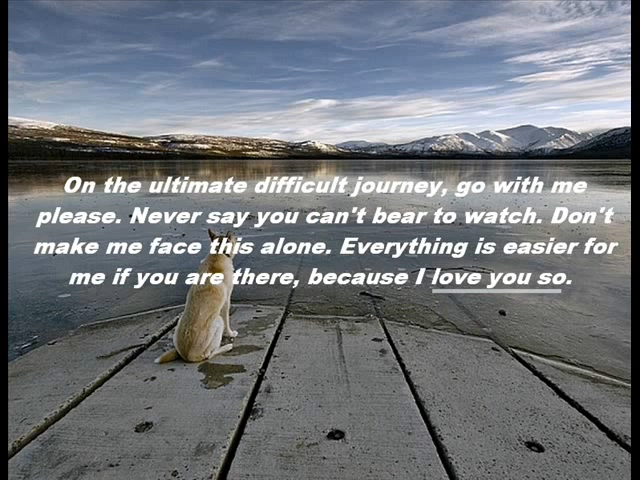 On the ultimate difficult journey, go with me
please. Never say you can't bear to watch. Don't
make me face this alone. Everything is easier for
me if you are there, because I love you so.